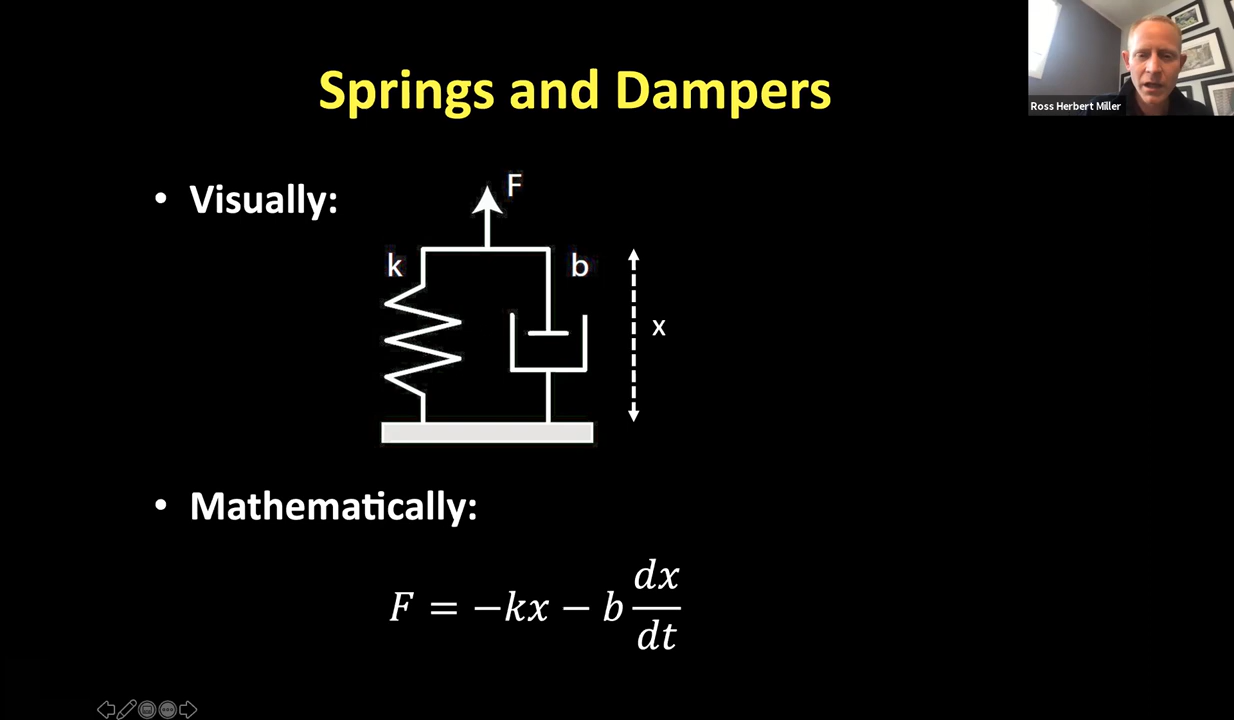 Springs and Dampers
Ross Herbert Miller
• Visually:
F
k
b
x
• Mathematically:
F = −kx − b dx/dt